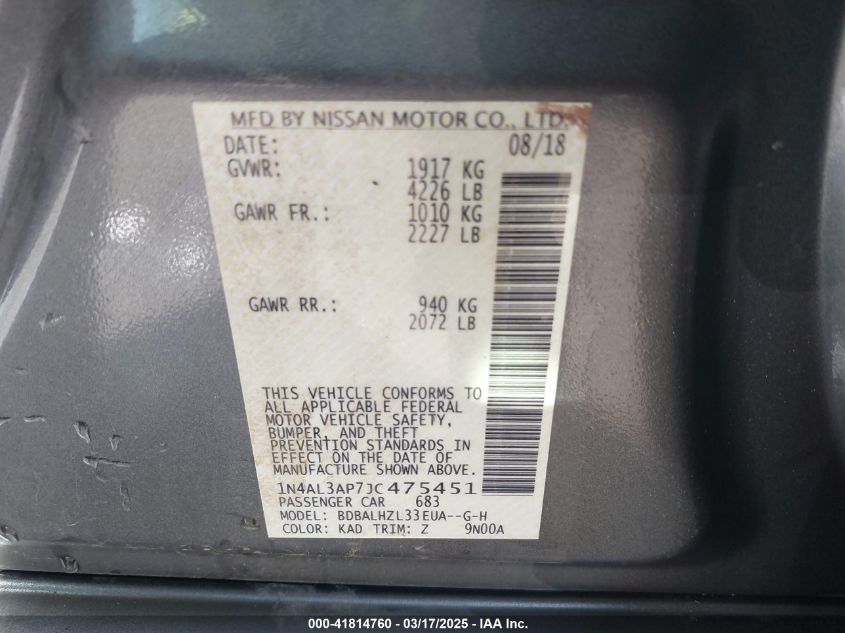 MFD BY NISSAN MOTOR CO., LTD.
DATE: 08/18
GVWR: 1917 KG
4226 LB
GAWR FR.: 1010 KG
2227 LB
GAWR RR.: 940 KG
2072 LB
THIS VEHICLE CONFORMS TO
ALL APPLICABLE FEDERAL
MOTOR VEHICLE SAFETY,
BUMPER, AND THEFT
PREVENTION STANDARDS IN
EFFECT ON THE DATE OF
MANUFACTURE SHOWN ABOVE.
1N4AL3AP7JC475451
PASSENGER CAR 683
MODEL: BDBALHZL33EUA--G-H
COLOR: KAD TRIM: Z 9N00A
000-41814760 — 03/17/2025 - IAA Inc.